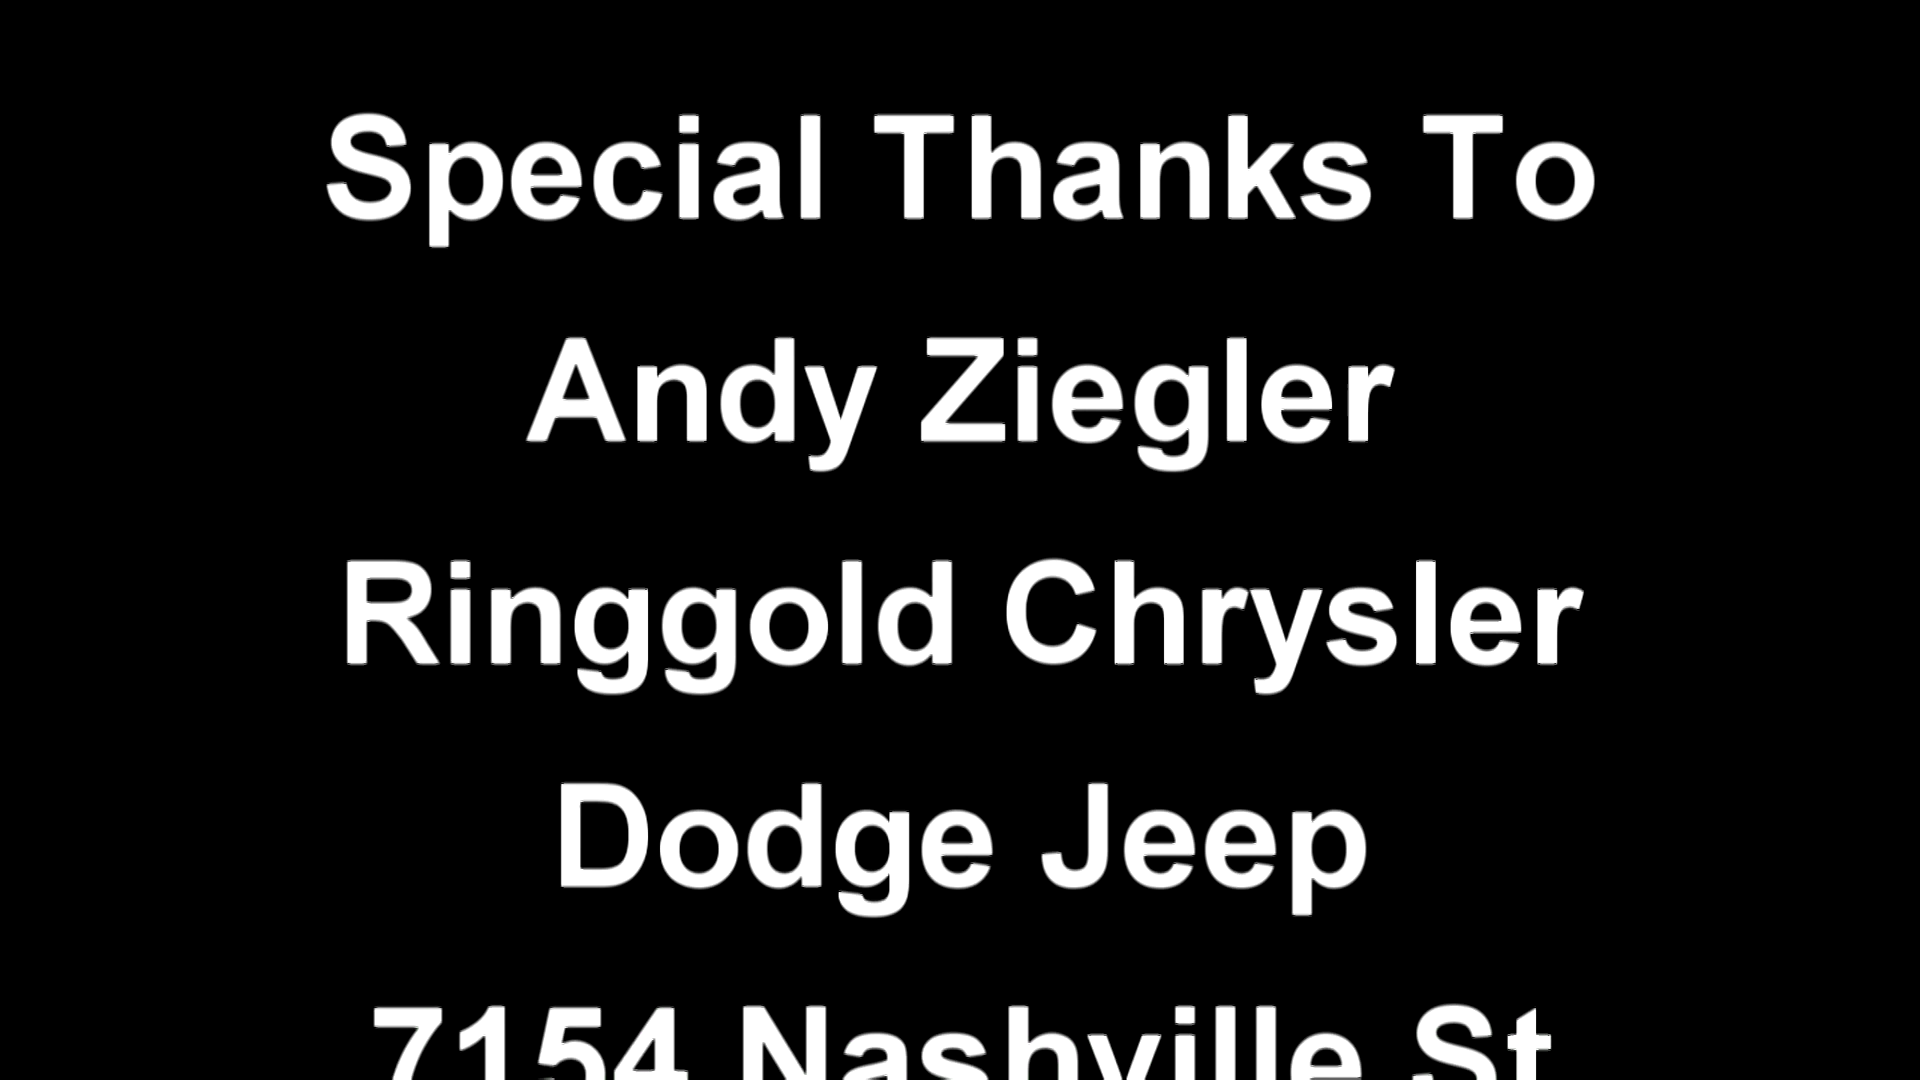 Special Thanks To
Andy Ziegler
Ringgold Chrysler
Dodge Jeep
7154 Nashville St